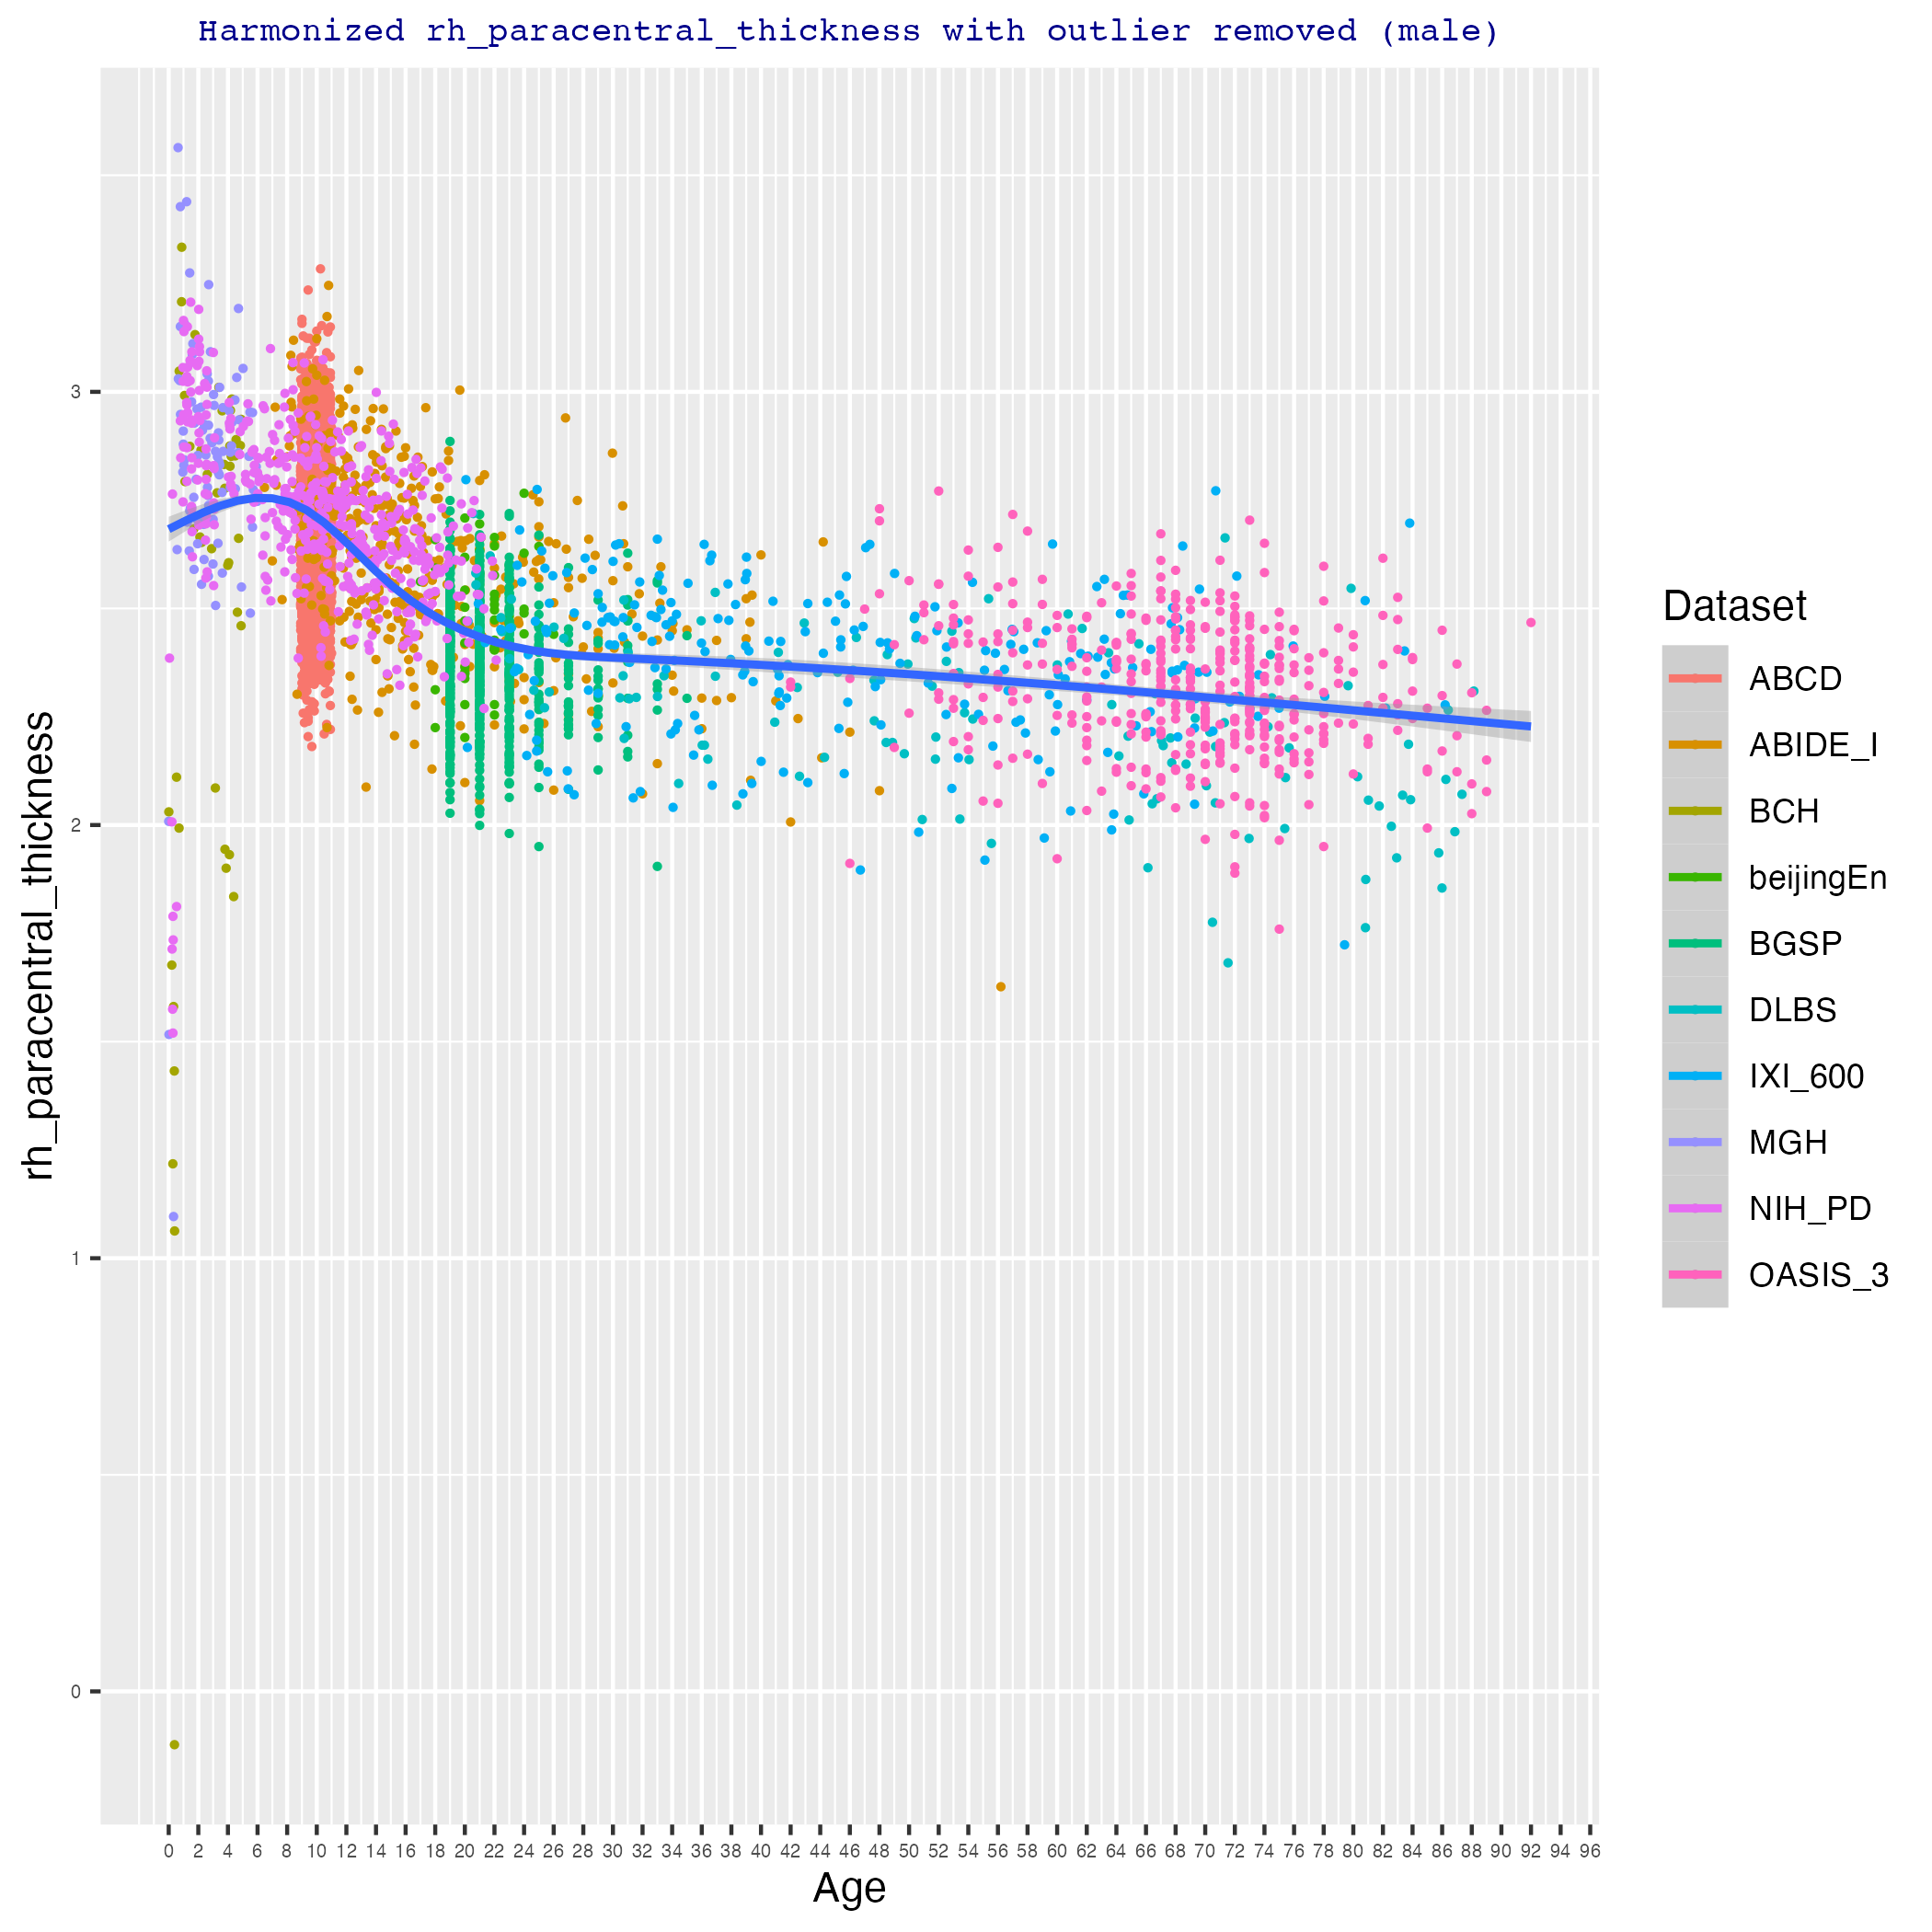 Harmonized rh_paracentral_thickness with outlier removed (male)
rh_paracentral_thickness
3
2
1
0
0 2 4 6 8 10 12 14 16 18 20 22 24 26 28 30 32 34 36 38 40 42 44 46 48 50 52 54 56 58 60 62 64 66 68 70 72 74 76 78 80 82 84 86 88 90 92 94 96
Age
Dataset
ABCD
ABIDE_I
BCH
beijingEn
BGSP
DLBS
IXI_600
MGH
NIH_PD
OASIS_3